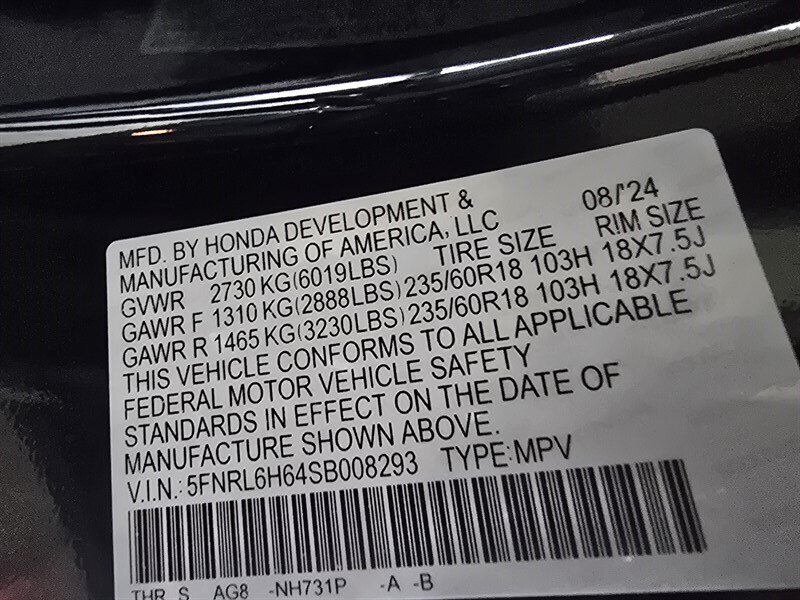 MFD. BY HONDA DEVELOPMENT & 08/'24
MANUFACTURING OF AMERICA, LLC
GVWR 2730 KG(6019LBS) TIRE SIZE RIM SIZE
GAWR F 1310 KG(2888LBS) 235/60R18 103H 18X7.5J
GAWR R 1465 KG(3230LBS) 235/60R18 103H 18X7.5J
THIS VEHICLE CONFORMS TO ALL APPLICABLE
FEDERAL MOTOR VEHICLE SAFETY
STANDARDS IN EFFECT ON THE DATE OF
MANUFACTURE SHOWN ABOVE.
V.I.N.:5FNRL6H64SB008293 TYPE:MPV
THR S AG8 -NH731P -A -B